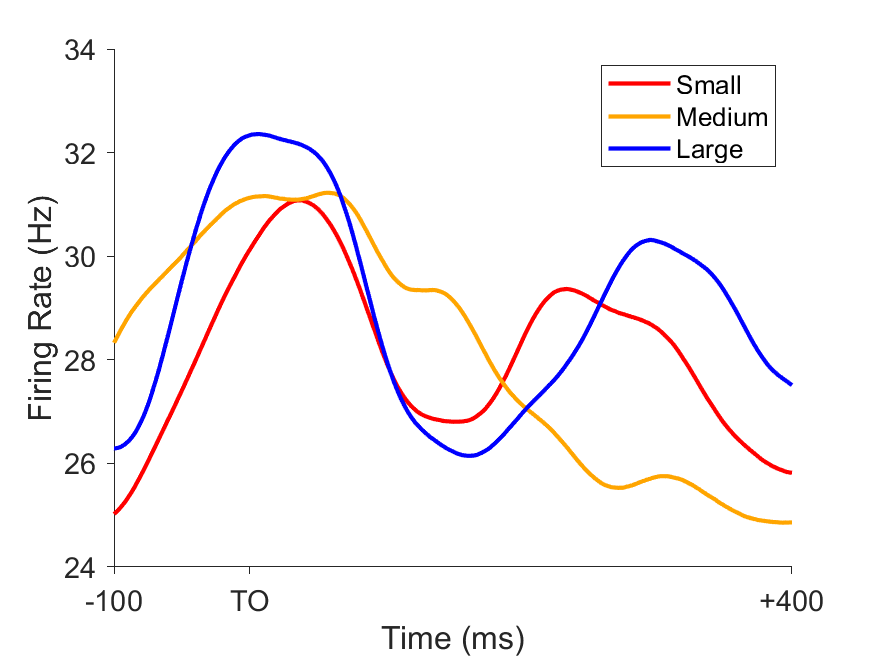 34
32
30
28
26
24
Firing Rate (Hz)
Small
Medium
Large
-100
TO
+400
Time (ms)